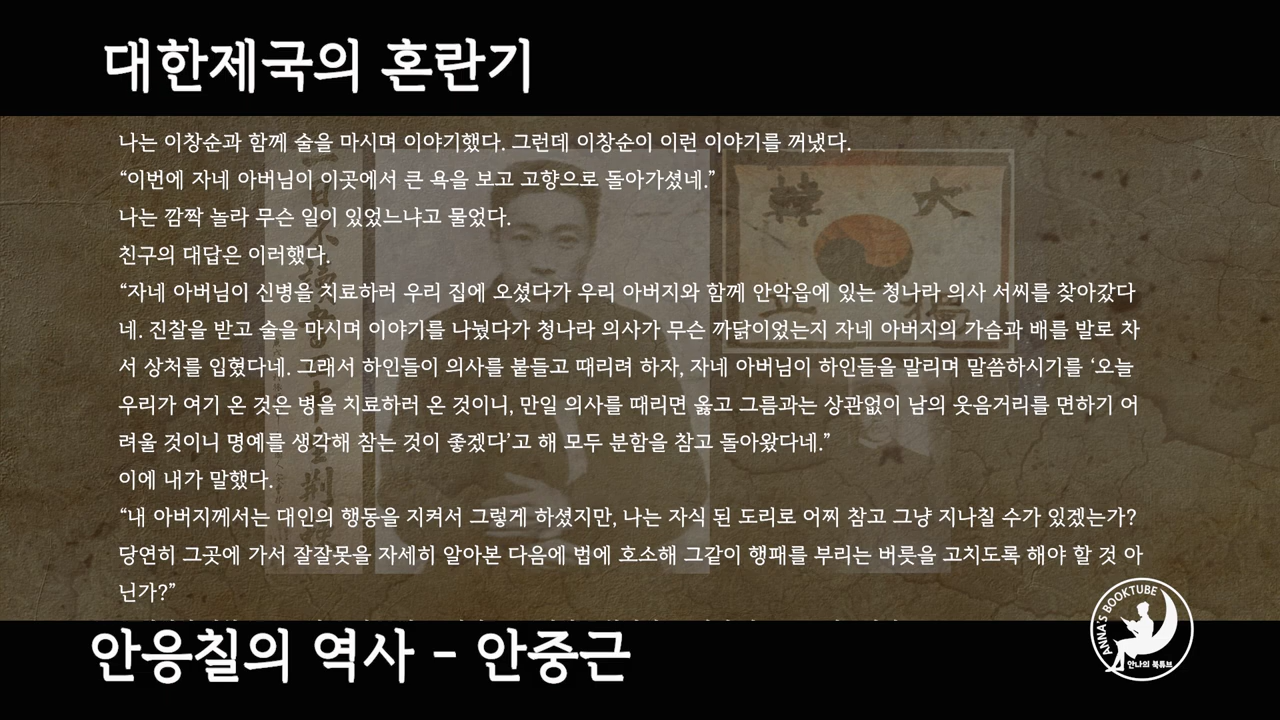 대한제국의 혼란기
나는 이창순과 함께 술을 마시며 이야기했다. 그런데 이창순이 이런 이야기를 꺼냈다.
“이번에 자네 아버님이 이곳에서 큰 욕을 보고 고향으로 돌아가셨네.”
나는 깜짝 놀라 무슨 일이 있었느냐고 물었다.
친구의 대답은 이러했다.
“자네 아버님이 신병을 치료하러 우리 집에 오셨다가 우리 아버지와 함께 안악읍에 있는 청나라 의사 서씨를 찾아갔다
네. 진찰을 받고 술을 마시며 이야기를 나눴다가 청나라 의사가 무슨 까닭이었는지 자네 아버지의 가슴과 배를 발로 차
서 상처를 입혔다네. 그래서 하인들이 의사를 붙들고 때리려 하자, 자네 아버님이 하인들을 말리며 말씀하시기를 ‘오늘
우리가 여기 온 것은 병을 치료하러 온 것이니, 만일 의사를 때리면 옳고 그름과는 상관없이 남의 웃음거리를 면하기 어
려울 것이니 명예를 생각해 참는 것이 좋겠다’고 해 모두 분함을 참고 돌아왔다네.”
이에 내가 말했다.
“내 아버지께서는 대인의 행동을 지켜서 그렇게 하셨지만, 나는 자식 된 도리로 어찌 참고 그냥 지나칠 수가 있겠는가?
당연히 그곳에 가서 잘잘못을 자세히 알아본 다음에 법에 호소해 그같이 행패를 부리는 버릇을 고치도록 해야 할 것 아
닌가?”
안응칠의 역사 - 안중근
ANNA'S BOOKTUBE
안나의 북튜브